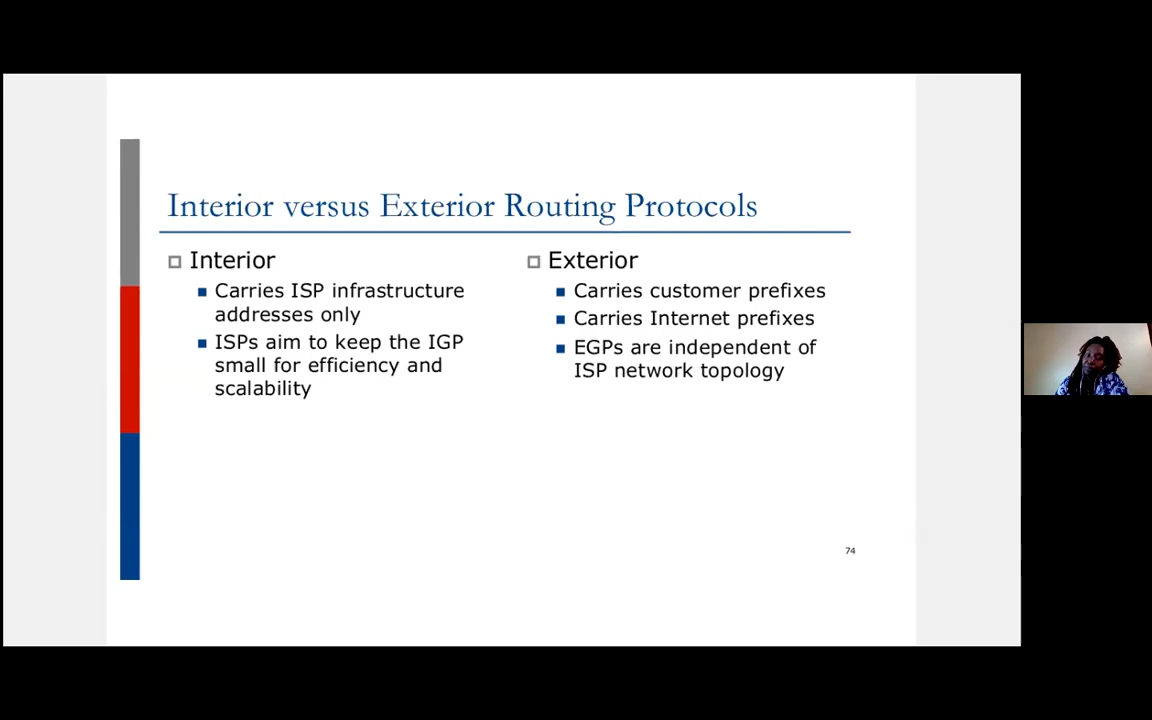 Interior versus Exterior Routing Protocols
Interior
Carries ISP infrastructure
addresses only
ISPs aim to keep the IGP
small for efficiency and
scalability
Exterior
Carries customer prefixes
Carries Internet prefixes
EGPs are independent of
ISP network topology
74